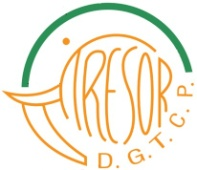 TRESOR
D. G. T. C. P.